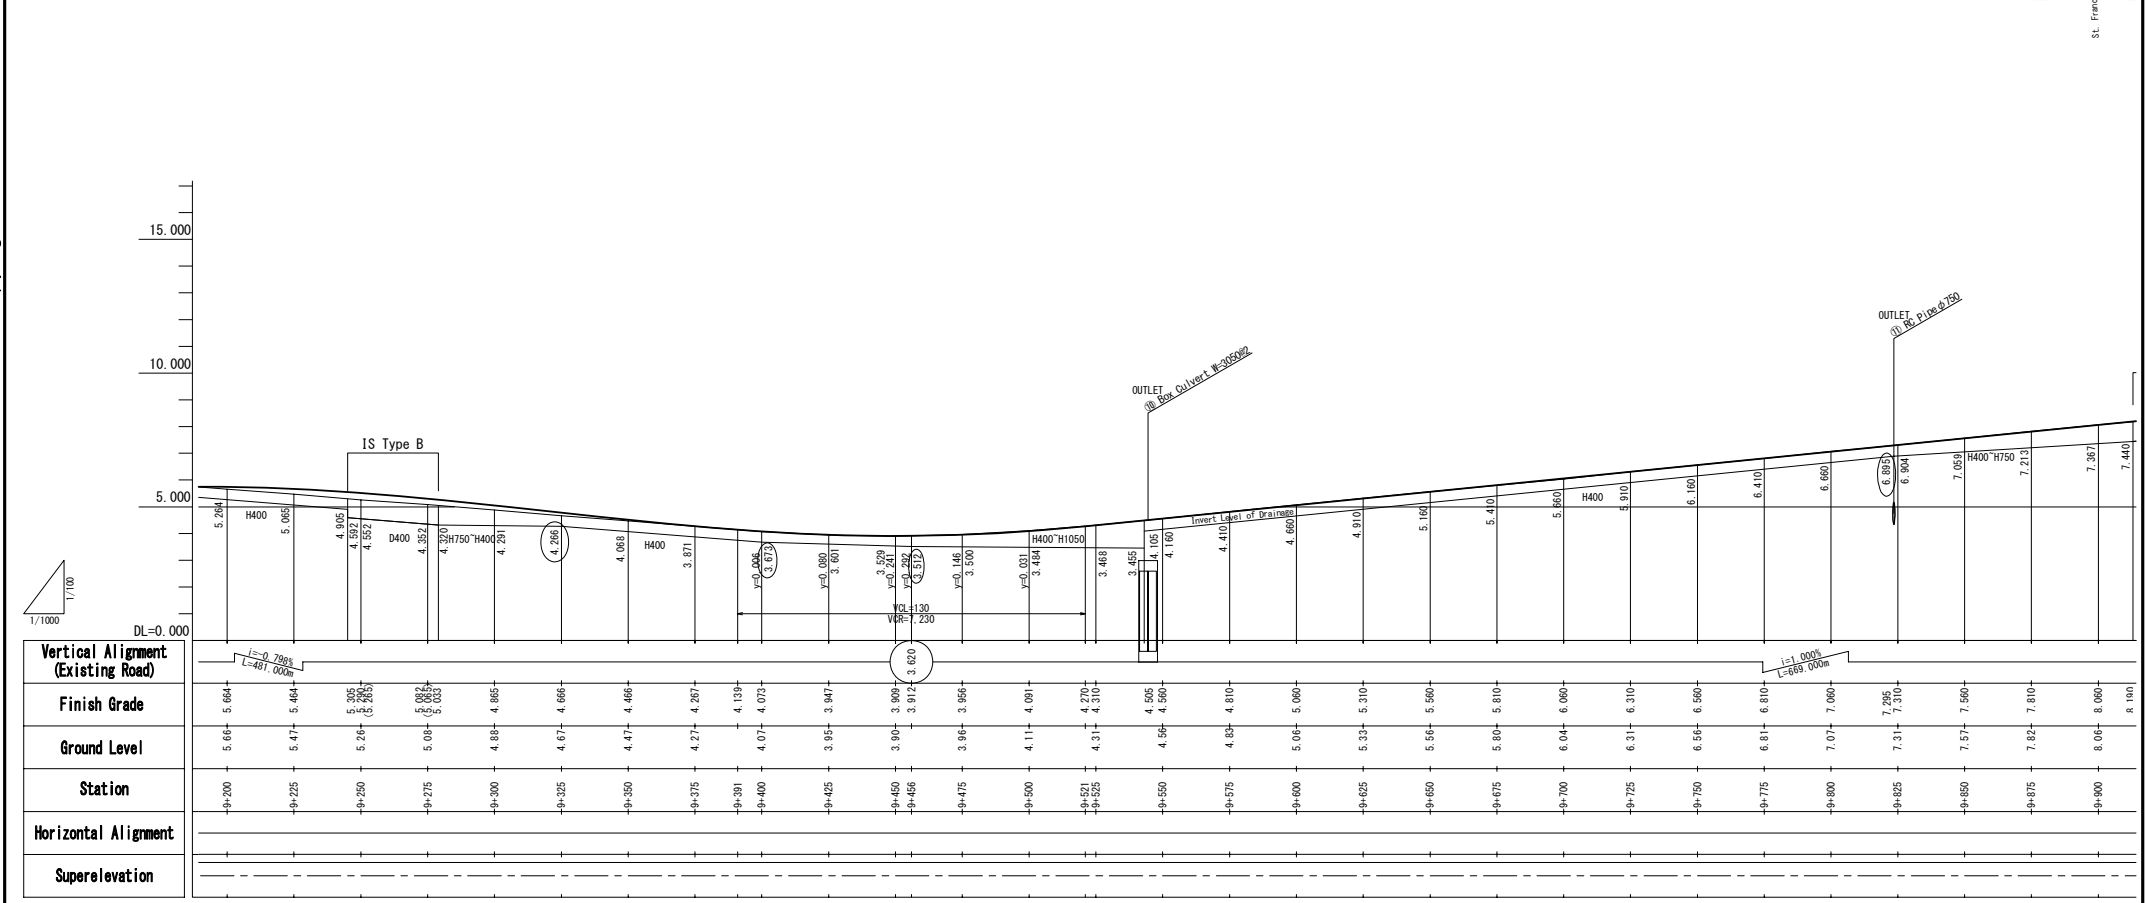 St. Franc
15.000
10.000
5.000
DL=0.000
1/100
1/1000
IS Type B
OUTLET
⑩ Box Culvert W=3050@2
OUTLET
⑪ RC Pipe φ750
Invert Level of Drainage
H400
D400
H750~H400
H400
H400~H1050
H400
H400~H750
5.264
5.065
4.905
4.592
4.552
4.352
4.320
4.291
4.266
4.068
3.871
y=0.006
3.673
y=0.080
3.601
3.529
y=0.241
y=0.292
3.512
y=0.146
3.500
y=0.031
3.484
3.468
3.455
4.105
4.160
4.410
4.660
4.910
5.160
5.410
5.660
5.910
6.160
6.410
6.660
6.895
6.904
7.059
7.213
7.367
7.440
VCL=130
VCR=7,230
Vertical Alignment
(Existing Road)
i=-0.798%
L=481.000m
3.620
i=1.000%
L=669.000m
Finish Grade
5.664 5.464 5.305 5.290 (5.265) 5.082 (5.065) 5.033 4.865 4.666 4.466 4.267 4.139 4.073 3.947 3.909 3.912 3.956 4.091 4.270 4.310 4.505 4.560 4.810 5.060 5.310 5.560 5.810 6.060 6.310 6.560 6.810 7.060 7.295 7.310 7.560 7.810 8.060 8.190
Ground Level
5.66 5.47 5.26 5.08 4.88 4.67 4.47 4.27 4.07 3.95 3.90 3.96 4.11 4.31 4.56 4.83 5.06 5.33 5.56 5.80 6.04 6.31 6.56 6.81 7.07 7.31 7.57 7.82 8.06
Station
9+200 9+225 9+250 9+275 9+300 9+325 9+350 9+375 9+391 9+400 9+425 9+450 9+456 9+475 9+500 9+521 9+525 9+550 9+575 9+600 9+625 9+650 9+675 9+700 9+725 9+750 9+775 9+800 9+825 9+850 9+875 9+900
Horizontal Alignment
Superelevation